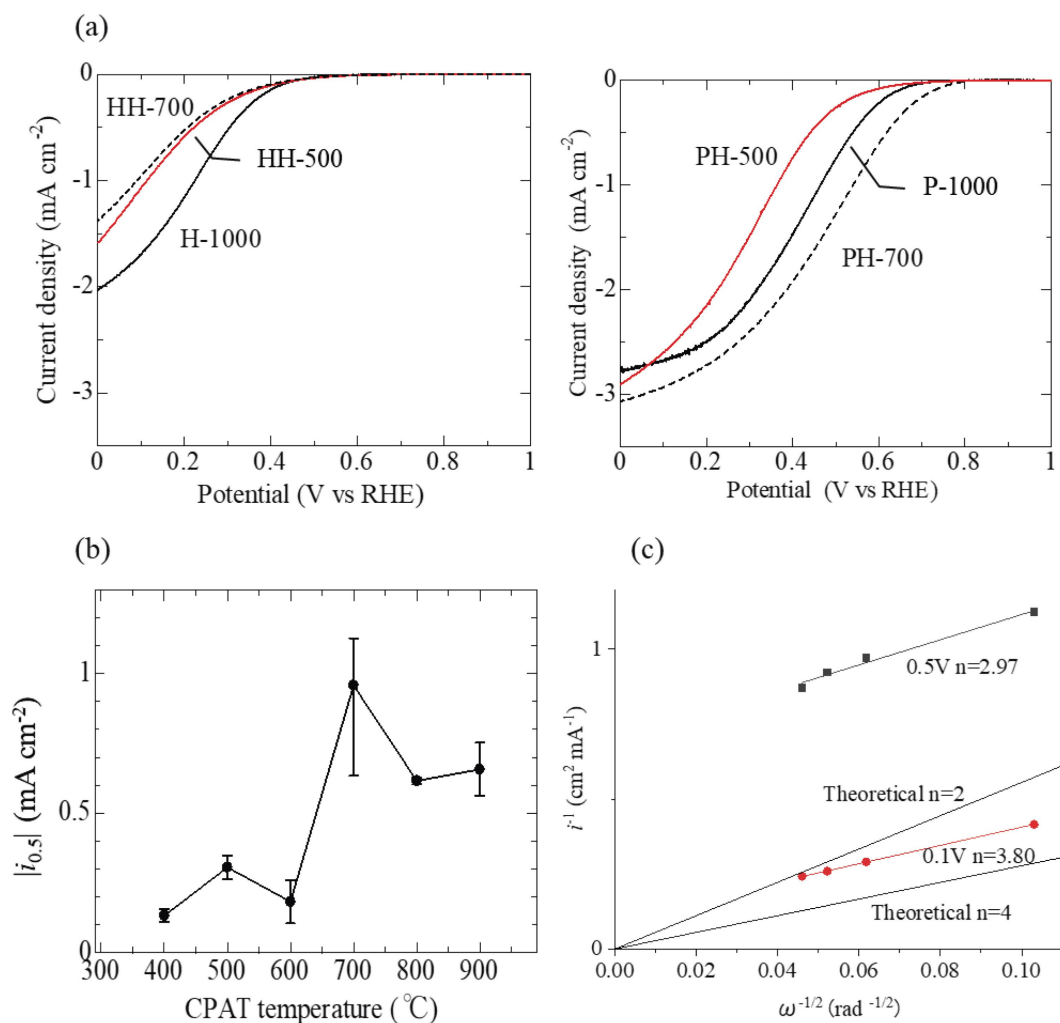 (a)
0
-1
-2
-3
Current density (mA cm⁻²)
HH-700
HH-500
H-1000
0 0.2 0.4 0.6 0.8 1
Potential (V vs RHE)
0
-1
-2
-3
Current density (mA cm⁻²)
PH-500
P-1000
PH-700
0 0.2 0.4 0.6 0.8 1
Potential (V vs RHE)
(b)
1
0.5
0
|i₀.₅| (mA cm⁻²)
300 400 500 600 700 800 900
CPAT temperature (℃)
(c)
1
0
i⁻¹ (cm² mA⁻¹)
0.5V n=2.97
Theoretical n=2
0.1V n=3.80
Theoretical n=4
0.00 0.02 0.04 0.06 0.08 0.10
ω⁻¹/² (rad ⁻¹/²)